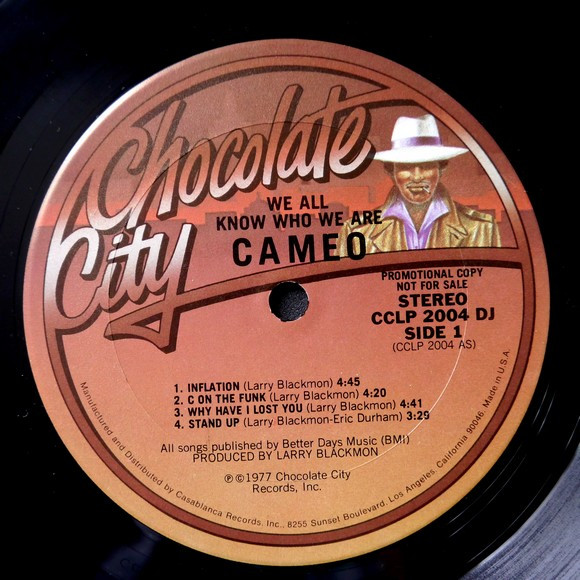 Chocolate
City
WE ALL
KNOW WHO WE ARE
CAMEO
PROMOTIONAL COPY
NOT FOR SALE
STEREO
CCLP 2004 DJ
SIDE 1
(CCLP 2004 AS)
1. INFLATION (Larry Blackmon) 4:45
2. C ON THE FUNK (Larry Blackmon) 4:20
3. WHY HAVE I LOST YOU (Larry Blackmon) 4:41
4. STAND UP (Larry Blackmon-Eric Durham) 3:29
All songs published by Better Days Music (BMI)
PRODUCED BY LARRY BLACKMON
℗©1977 Chocolate City
Records, Inc.
Manufactured and Distributed by Casablanca Records, Inc., 8255 Sunset Boulevard, Los Angeles, California 90046. Made in U.S.A.